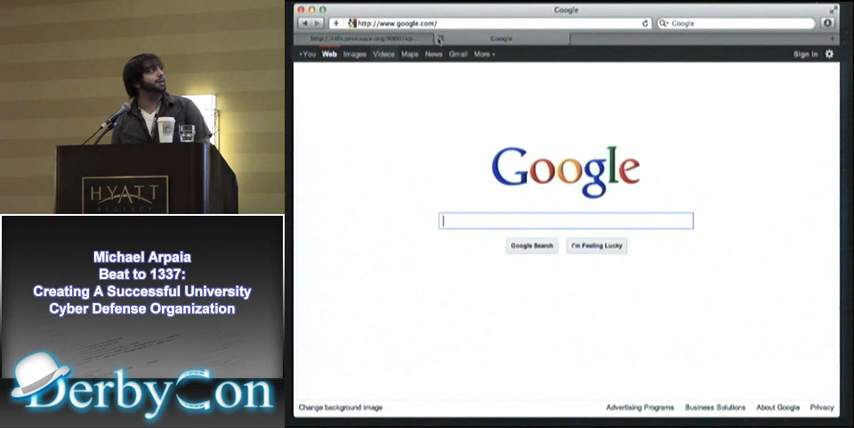 HYATT
REGENCY
Michael Arpaia
Beat to 1337:
Creating A Successful University
Cyber Defense Organization
DerbyCon
Google
http://www.google.com/
Google
Google
+You Web Images Videos Maps News Gmail More
Sign in
Google
Google Search
I'm Feeling Lucky
Change background image
Advertising Programs Business Solutions About Google Privacy